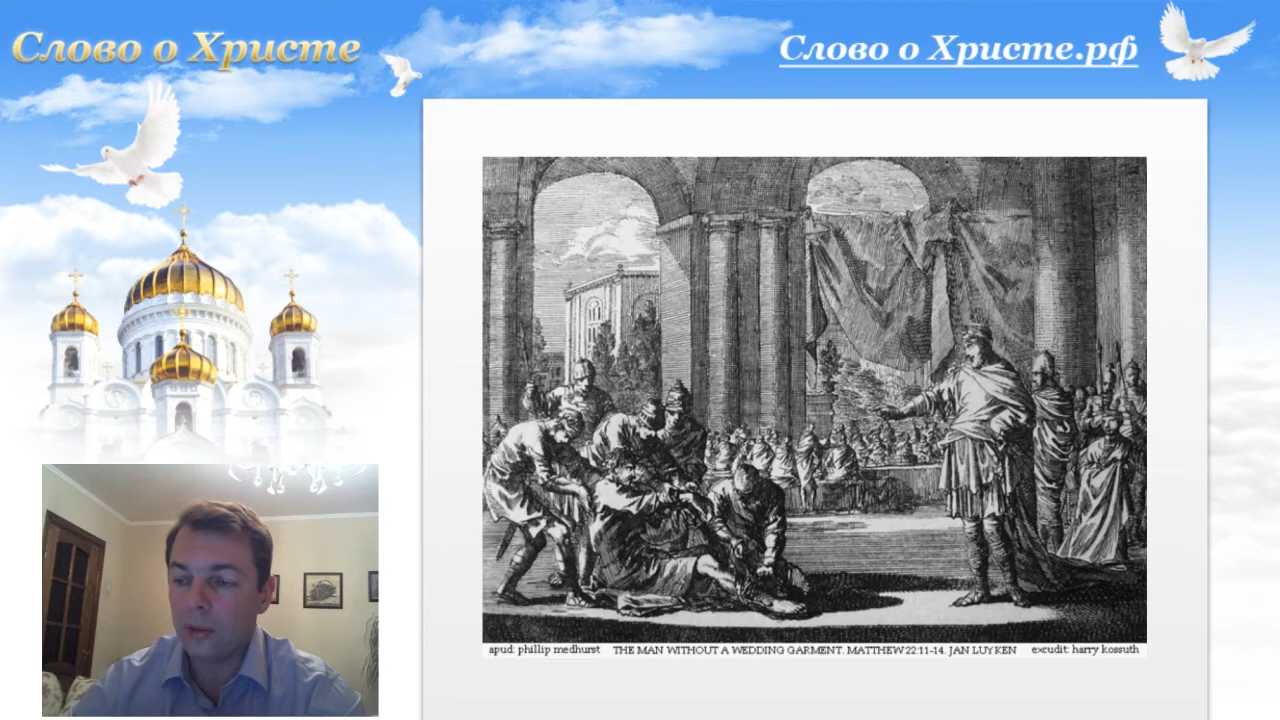 Слово о Христе
Слово о Христе.рф
apud: phillip medhurst THE MAN WITHOUT A WEDDING GARMENT. MATTHEW 22:11-14. JAN LUYKEN excudit: harry kossuth